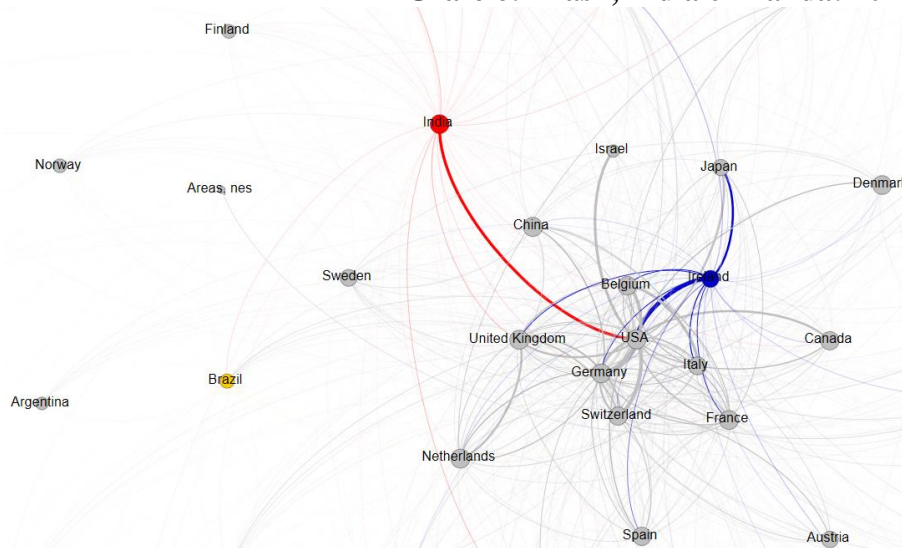 Finland
India
Israel
Norway
Japan
Areas, nes
Denmark
China
Sweden
Belgium
Ireland
United Kingdom
USA
Canada
Germany
Italy
Brazil
Argentina
Switzerland
France
Netherlands
Spain
Austria